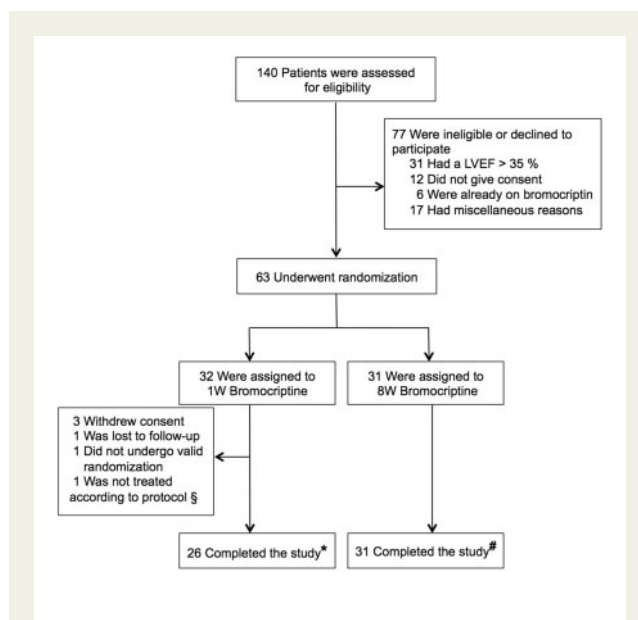 140 Patients were assessed
for eligibility
77 Were ineligible or declined to
participate
31 Had a LVEF > 35 %
12 Did not give consent
6 Were already on bromocriptin
17 Had miscellaneous reasons
63 Underwent randomization
32 Were assigned to
1W Bromocriptine
31 Were assigned to
8W Bromocriptine
3 Withdrew consent
1 Was lost to follow-up
1 Did not undergo valid
randomization
1 Was not treated
according to protocol §
26 Completed the study*
31 Completed the study#